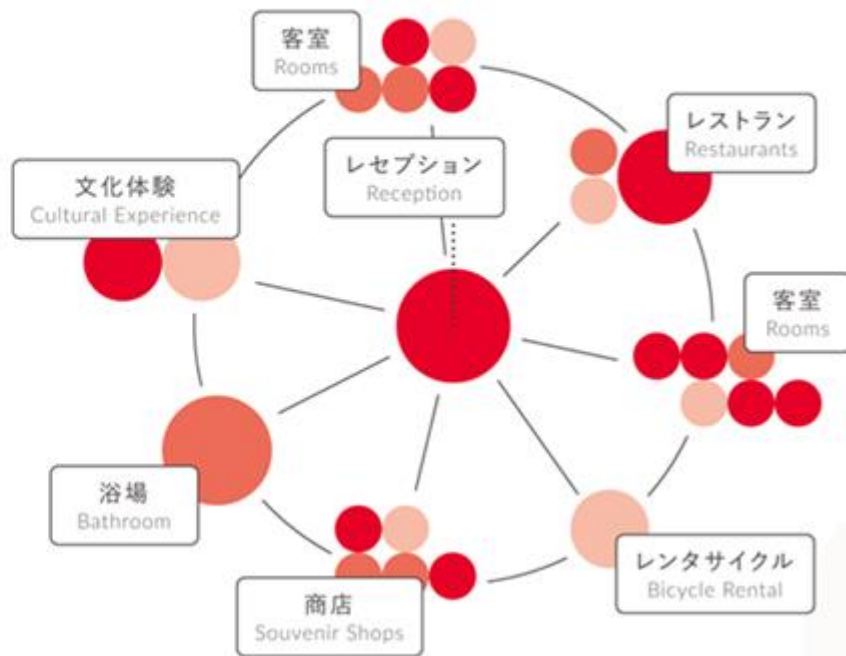 客室
Rooms
レセプション
Reception
レストラン
Restaurants
文化体験
Cultural Experience
客室
Rooms
浴場
Bathroom
商店
Souvenir Shops
レンタサイクル
Bicycle Rental